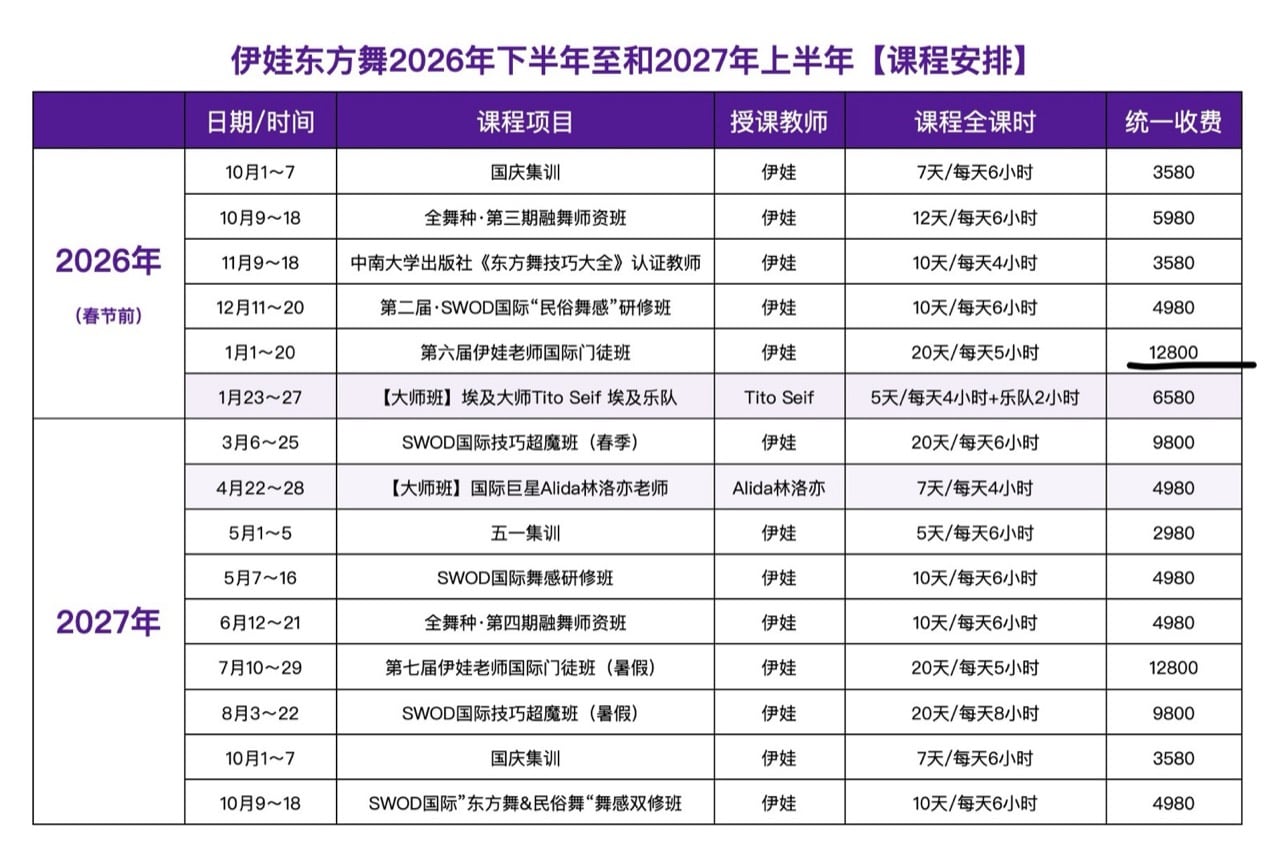 伊娃东方舞2026年下半年至和2027年上半年【课程安排】
日期/时间 课程项目 授课教师 课程全课时 统一收费
2026年
（春节前）
10月1～7 国庆集训 伊娃 7天/每天6小时 3580
10月9～18 全舞种·第三期融舞师资班 伊娃 12天/每天6小时 5980
11月9～18 中南大学出版社《东方舞技巧大全》认证教师 伊娃 10天/每天4小时 3580
12月11～20 第二届·SWOD国际“民俗舞感”研修班 伊娃 10天/每天6小时 4980
1月1～20 第六届伊娃老师国际门徒班 伊娃 20天/每天5小时 12800
1月23～27 【大师班】埃及大师Tito Seif 埃及乐队 Tito Seif 5天/每天4小时+乐队2小时 6580
2027年
3月6～25 SWOD国际技巧超魔班（春季） 伊娃 20天/每天6小时 9800
4月22～28 【大师班】国际巨星Alida林洛亦老师 Alida林洛亦 7天/每天4小时 4980
5月1～5 五一集训 伊娃 5天/每天6小时 2980
5月7～16 SWOD国际舞感研修班 伊娃 10天/每天6小时 4980
6月12～21 全舞种·第四期融舞师资班 伊娃 10天/每天6小时 4980
7月10～29 第七届伊娃老师国际门徒班（暑假） 伊娃 20天/每天5小时 12800
8月3～22 SWOD国际技巧超魔班（暑假） 伊娃 20天/每天8小时 9800
10月1～7 国庆集训 伊娃 7天/每天6小时 3580
10月9～18 SWOD国际”东方舞&民俗舞“舞感双修班 伊娃 10天/每天6小时 4980